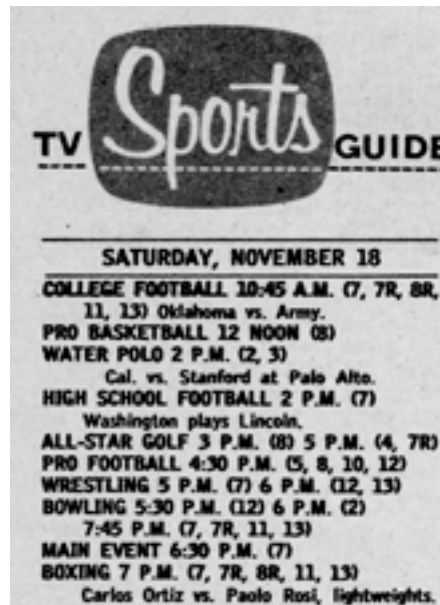 TV Sports GUIDE
SATURDAY, NOVEMBER 18
COLLEGE FOOTBALL 10:45 A.M. (7, 7R, 8R,
11, 13) Oklahoma vs. Army.
PRO BASKETBALL 12 NOON (8)
WATER POLO 2 P.M. (2, 3)
Cal. vs. Stanford at Palo Alto.
HIGH SCHOOL FOOTBALL 2 P.M. (7)
Washington plays Lincoln.
ALL-STAR GOLF 3 P.M. (8) 5 P.M. (4, 7R)
PRO FOOTBALL 4:30 P.M. (5, 8, 10, 12)
WRESTLING 5 P.M. (7) 6 P.M. (12, 13)
BOWLING 5:30 P.M. (12) 6 P.M. (2)
7:45 P.M. (7, 7R, 11, 13)
MAIN EVENT 6:30 P.M. (7)
BOXING 7 P.M. (7, 7R, 8R, 11, 13)
Carlos Ortiz vs. Paolo Rosi, lightweights.